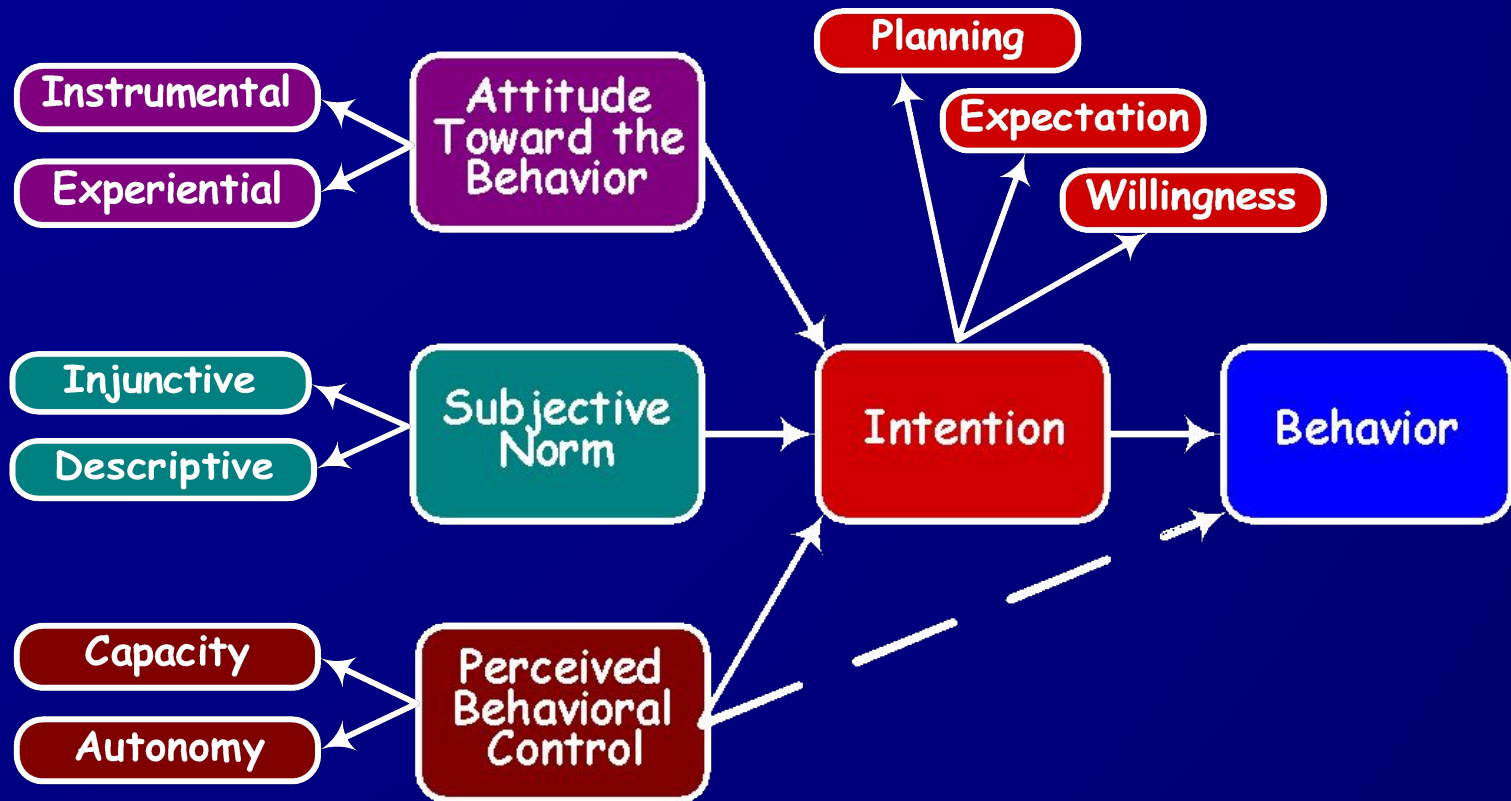 Planning
Instrumental
Attitude
Toward the
Behavior
Expectation
Experiential
Willingness
Injunctive
Subjective
Norm
Intention
Behavior
Descriptive
Capacity
Perceived
Behavioral
Control
Autonomy